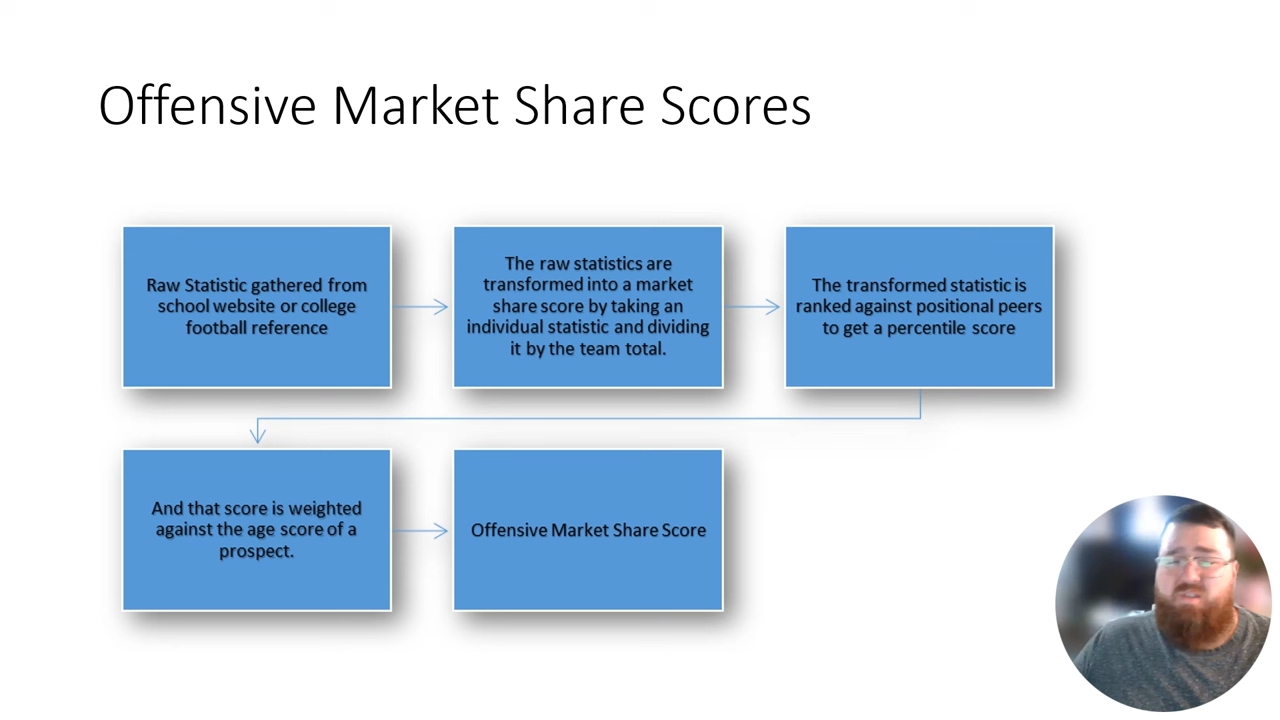 Offensive Market Share Scores
Raw Statistic gathered from
school website or college
football reference
The raw statistics are
transformed into a market
share score by taking an
individual statistic and dividing
it by the team total.
The transformed statistic is
ranked against positional peers
to get a percentile score
And that score is weighted
against the age score of a
prospect.
Offensive Market Share Score